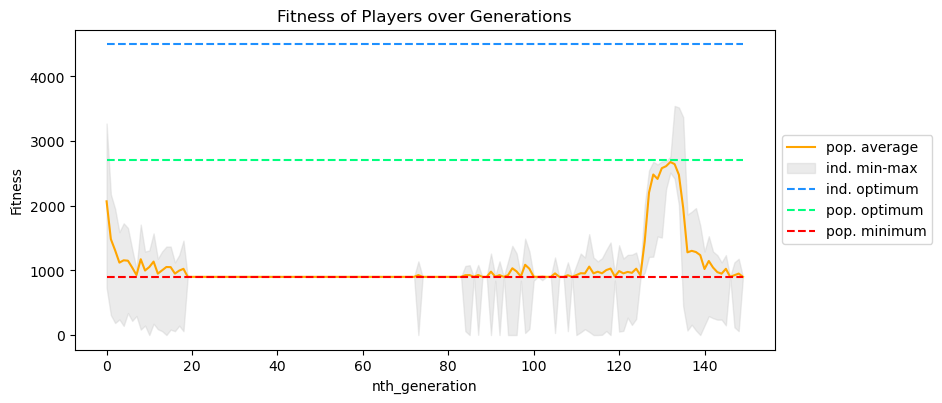 Fitness of Players over Generations
Fitness
4000
3000
2000
1000
0
0 20 40 60 80 100 120 140
nth_generation
pop. average
ind. min-max
ind. optimum
pop. optimum
pop. minimum